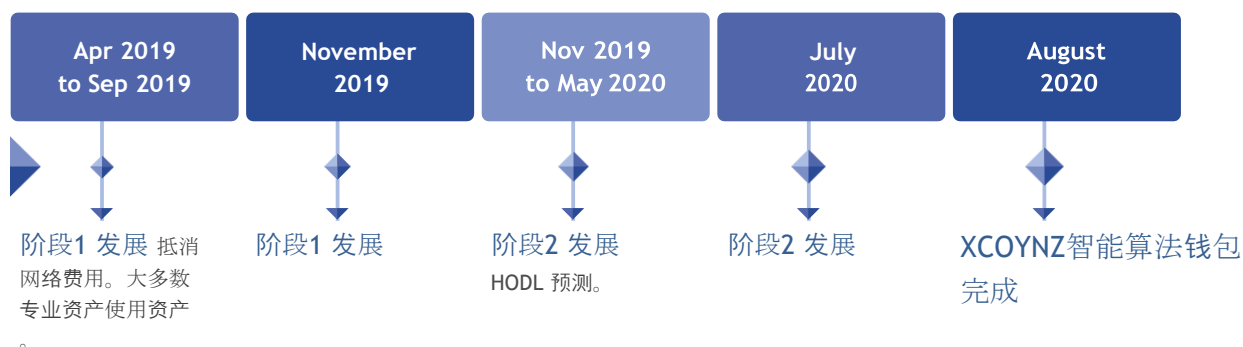 Apr 2019
to Sep 2019
November
2019
Nov 2019
to May 2020
July
2020
August
2020
阶段1 发展 抵消
网络费用。大多数
专业资产使用资产
。
阶段1 发展
阶段2 发展
HODL 预测。
阶段2 发展
XCOYNZ智能算法钱包
完成